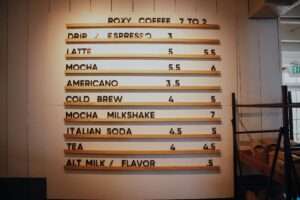 ROXY COFFEE 7 TO 2
DRIP / ESPRESSO 3
LATTE 5 5.5
MOCHA 5.5 6
AMERICANO 3.5
COLD BREW 4 5
MOCHA MILKSHAKE 7
ITALIAN SODA 4.5 5
TEA 4 4.5
ALT MILK / FLAVOR .5